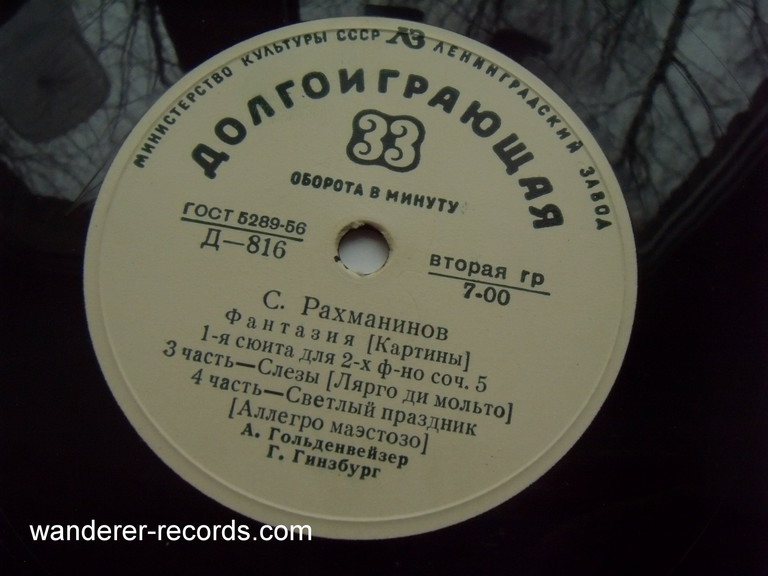 МИНИСТЕРСТВО КУЛЬТУРЫ СССР ЛЗ ЛЕНИНГРАДСКИЙ ЗАВОД
ДОЛГОИГРАЮЩАЯ
33
ОБОРОТА В МИНУТУ
ГОСТ 5289-56
Д—816
вторая гр
7-00
С. Рахманинов
Фантазия [Картины]
1-я сюита для 2-х ф-но соч. 5
3 часть—Слезы [Лярго ди мольто]
4 часть—Светлый праздник
[Аллегро маэстозо]
А. Гольденвейзер
Г. Гинзбург
wanderer-records.com